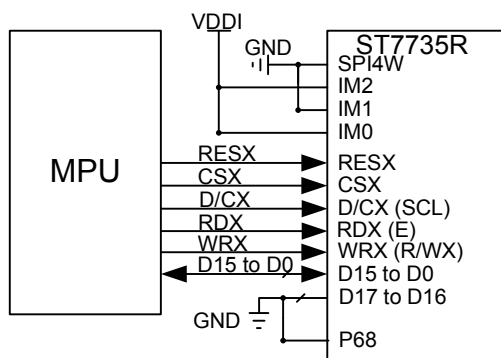 VDDI
GND
ST7735R
SPI4W
IM2
IM1
IM0
MPU
RESX
RESX
CSX
CSX
D/CX
D/CX (SCL)
RDX
RDX (E)
WRX
WRX (R/WX)
D15 to D0
D15 to D0
D17 to D16
GND
P68